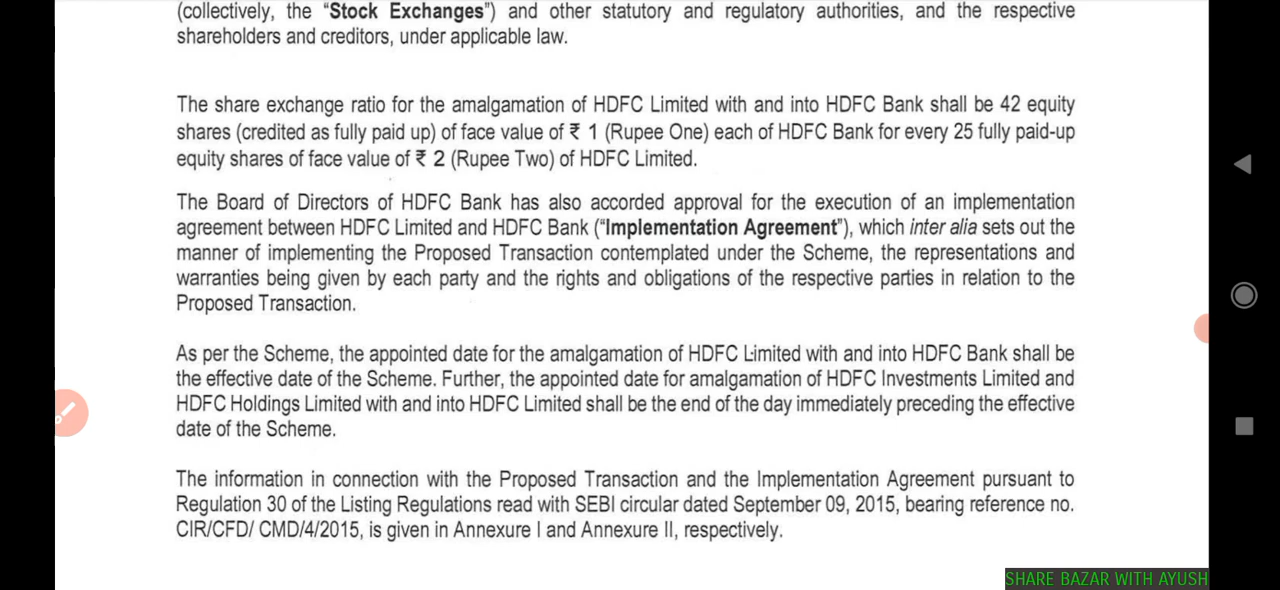 (collectively, the “Stock Exchanges”) and other statutory and regulatory authorities, and the respective
shareholders and creditors, under applicable law.
The share exchange ratio for the amalgamation of HDFC Limited with and into HDFC Bank shall be 42 equity
shares (credited as fully paid up) of face value of ₹ 1 (Rupee One) each of HDFC Bank for every 25 fully paid-up
equity shares of face value of ₹ 2 (Rupee Two) of HDFC Limited.
The Board of Directors of HDFC Bank has also accorded approval for the execution of an implementation
agreement between HDFC Limited and HDFC Bank (“Implementation Agreement”), which inter alia sets out the
manner of implementing the Proposed Transaction contemplated under the Scheme, the representations and
warranties being given by each party and the rights and obligations of the respective parties in relation to the
Proposed Transaction.
As per the Scheme, the appointed date for the amalgamation of HDFC Limited with and into HDFC Bank shall be
the effective date of the Scheme. Further, the appointed date for amalgamation of HDFC Investments Limited and
HDFC Holdings Limited with and into HDFC Limited shall be the end of the day immediately preceding the effective
date of the Scheme.
The information in connection with the Proposed Transaction and the Implementation Agreement pursuant to
Regulation 30 of the Listing Regulations read with SEBI circular dated September 09, 2015, bearing reference no.
CIR/CFD/ CMD/4/2015, is given in Annexure I and Annexure II, respectively.
SHARE BAZAR WITH AYUSH